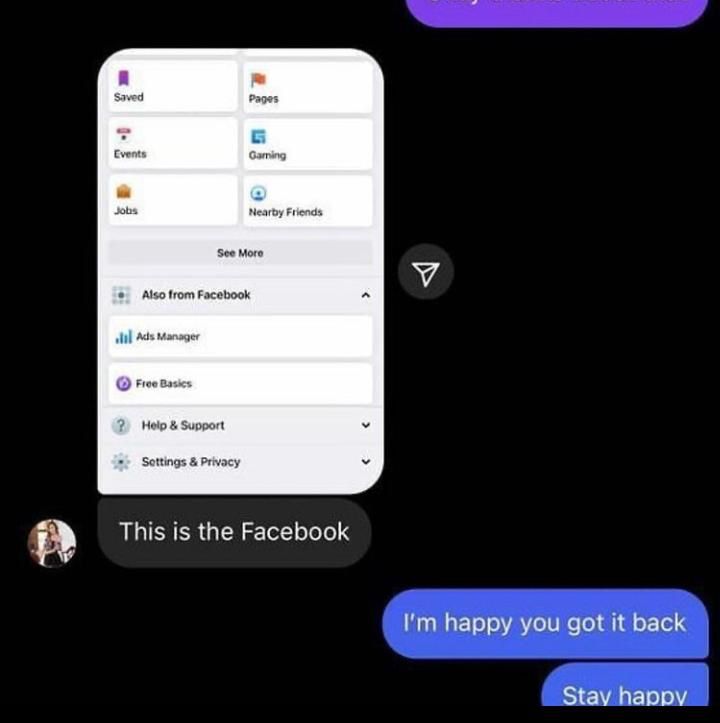 Saved
Pages
Events
Gaming
Jobs
Nearby Friends
See More
Also from Facebook
Ads Manager
Free Basics
Help & Support
Settings & Privacy
This is the Facebook
I'm happy you got it back
Stay happy